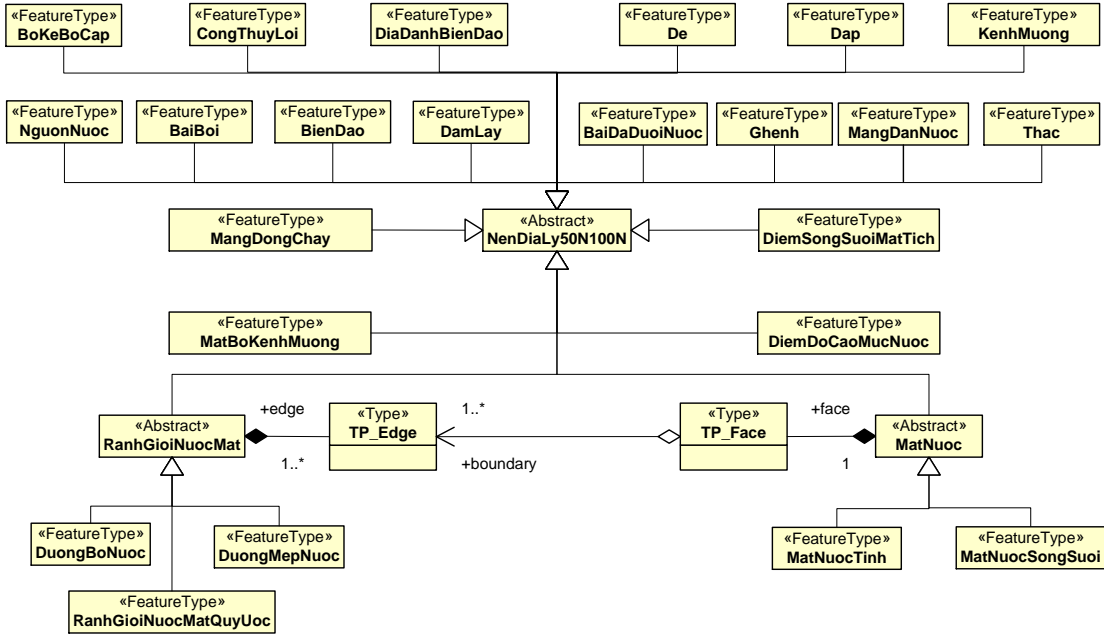 «FeatureType»
BoKeBoCap
«FeatureType»
CongThuyLoi
«FeatureType»
DiaDanhBienDao
«FeatureType»
De
«FeatureType»
Dap
«FeatureType»
KenhMuong
«FeatureType»
NguonNuoc
«FeatureType»
BaiBoi
«FeatureType»
BienDao
«FeatureType»
DamLay
«FeatureType»
BaiDaDuoiNuoc
«FeatureType»
Ghenh
«FeatureType»
MangDanNuoc
«FeatureType»
Thac
«FeatureType»
MangDongChay
«Abstract»
NenDiaLy50N100N
«FeatureType»
DiemSongSuoiMatTich
«FeatureType»
MatBoKenhMuong
«FeatureType»
DiemDoCaoMucNuoc
«Abstract»
RanhGioiNuocMat
+edge
1..*
«Type»
TP_Edge
1..*
+boundary
«Type»
TP_Face
+face
1
«Abstract»
MatNuoc
«FeatureType»
DuongBoNuoc
«FeatureType»
DuongMepNuoc
«FeatureType»
MatNuocTinh
«FeatureType»
MatNuocSongSuoi
«FeatureType»
RanhGioiNuocMatQuyUoc